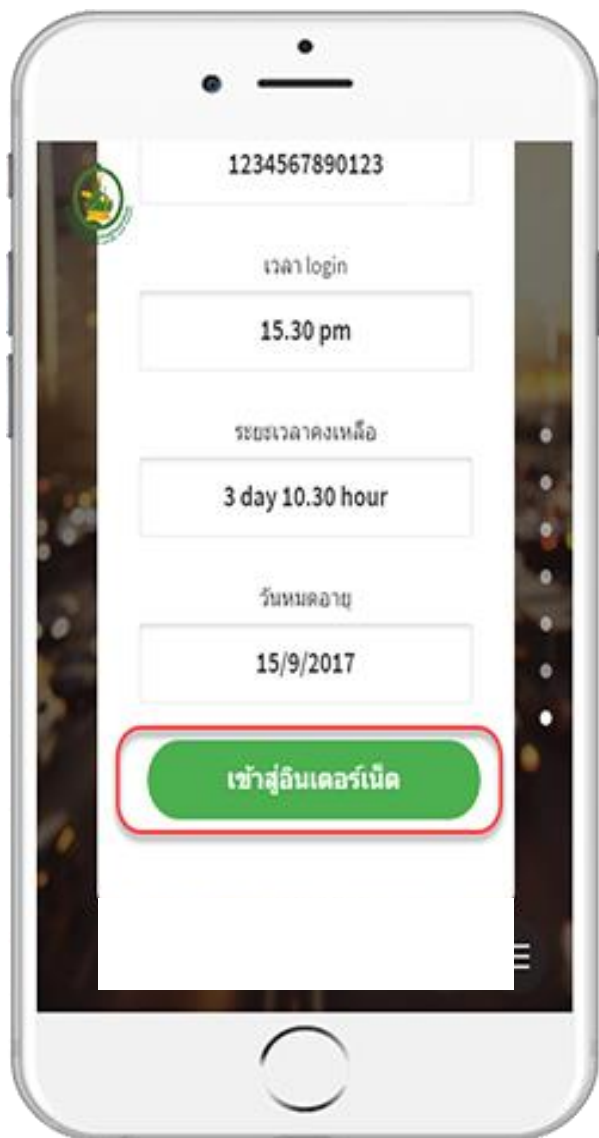 1234567890123
เวลา login
15.30 pm
ระยะเวลาคงเหลือ
3 day 10.30 hour
วันหมดอายุ
15/9/2017
เข้าสู่อินเตอร์เน็ต